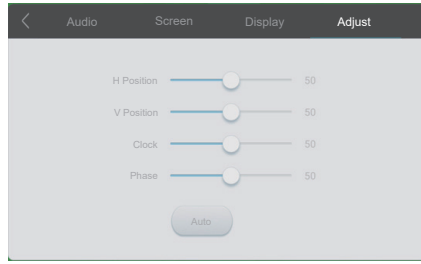 Audio Screen Display Adjust
H Position 50
V Position 50
Clock 50
Phase 50
Auto